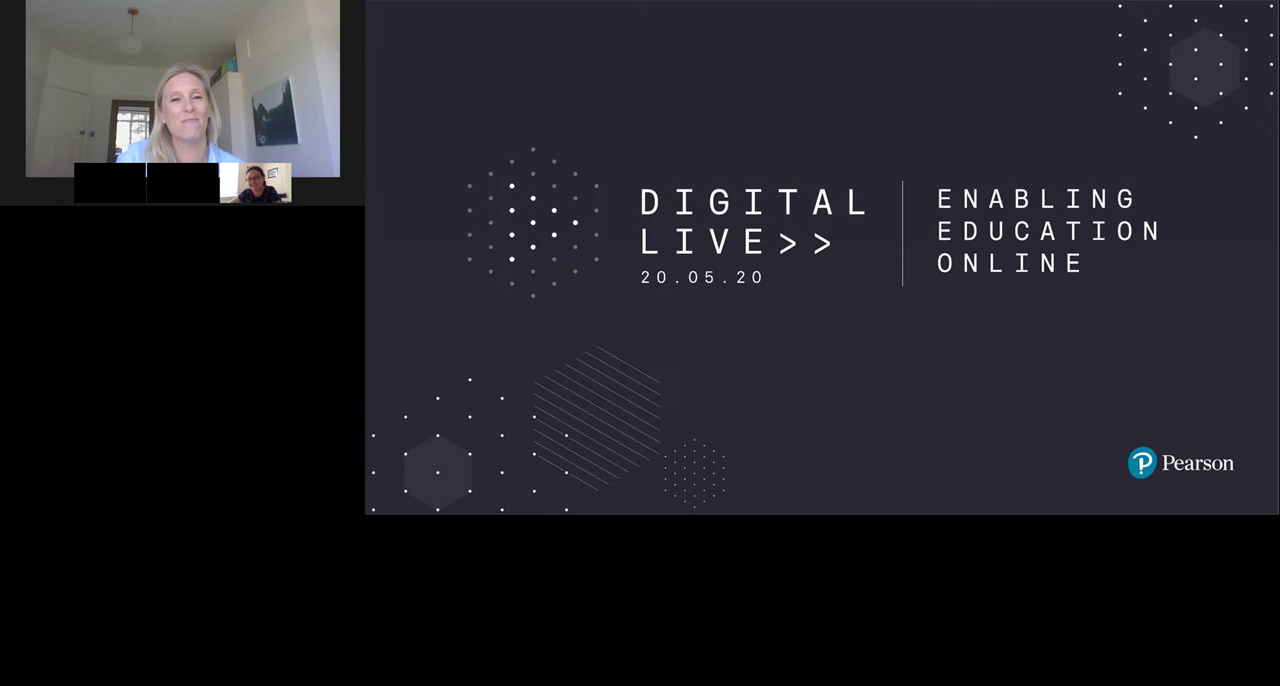 DIGITAL
LIVE>>
20.05.20
ENABLING
EDUCATION
ONLINE
Pearson